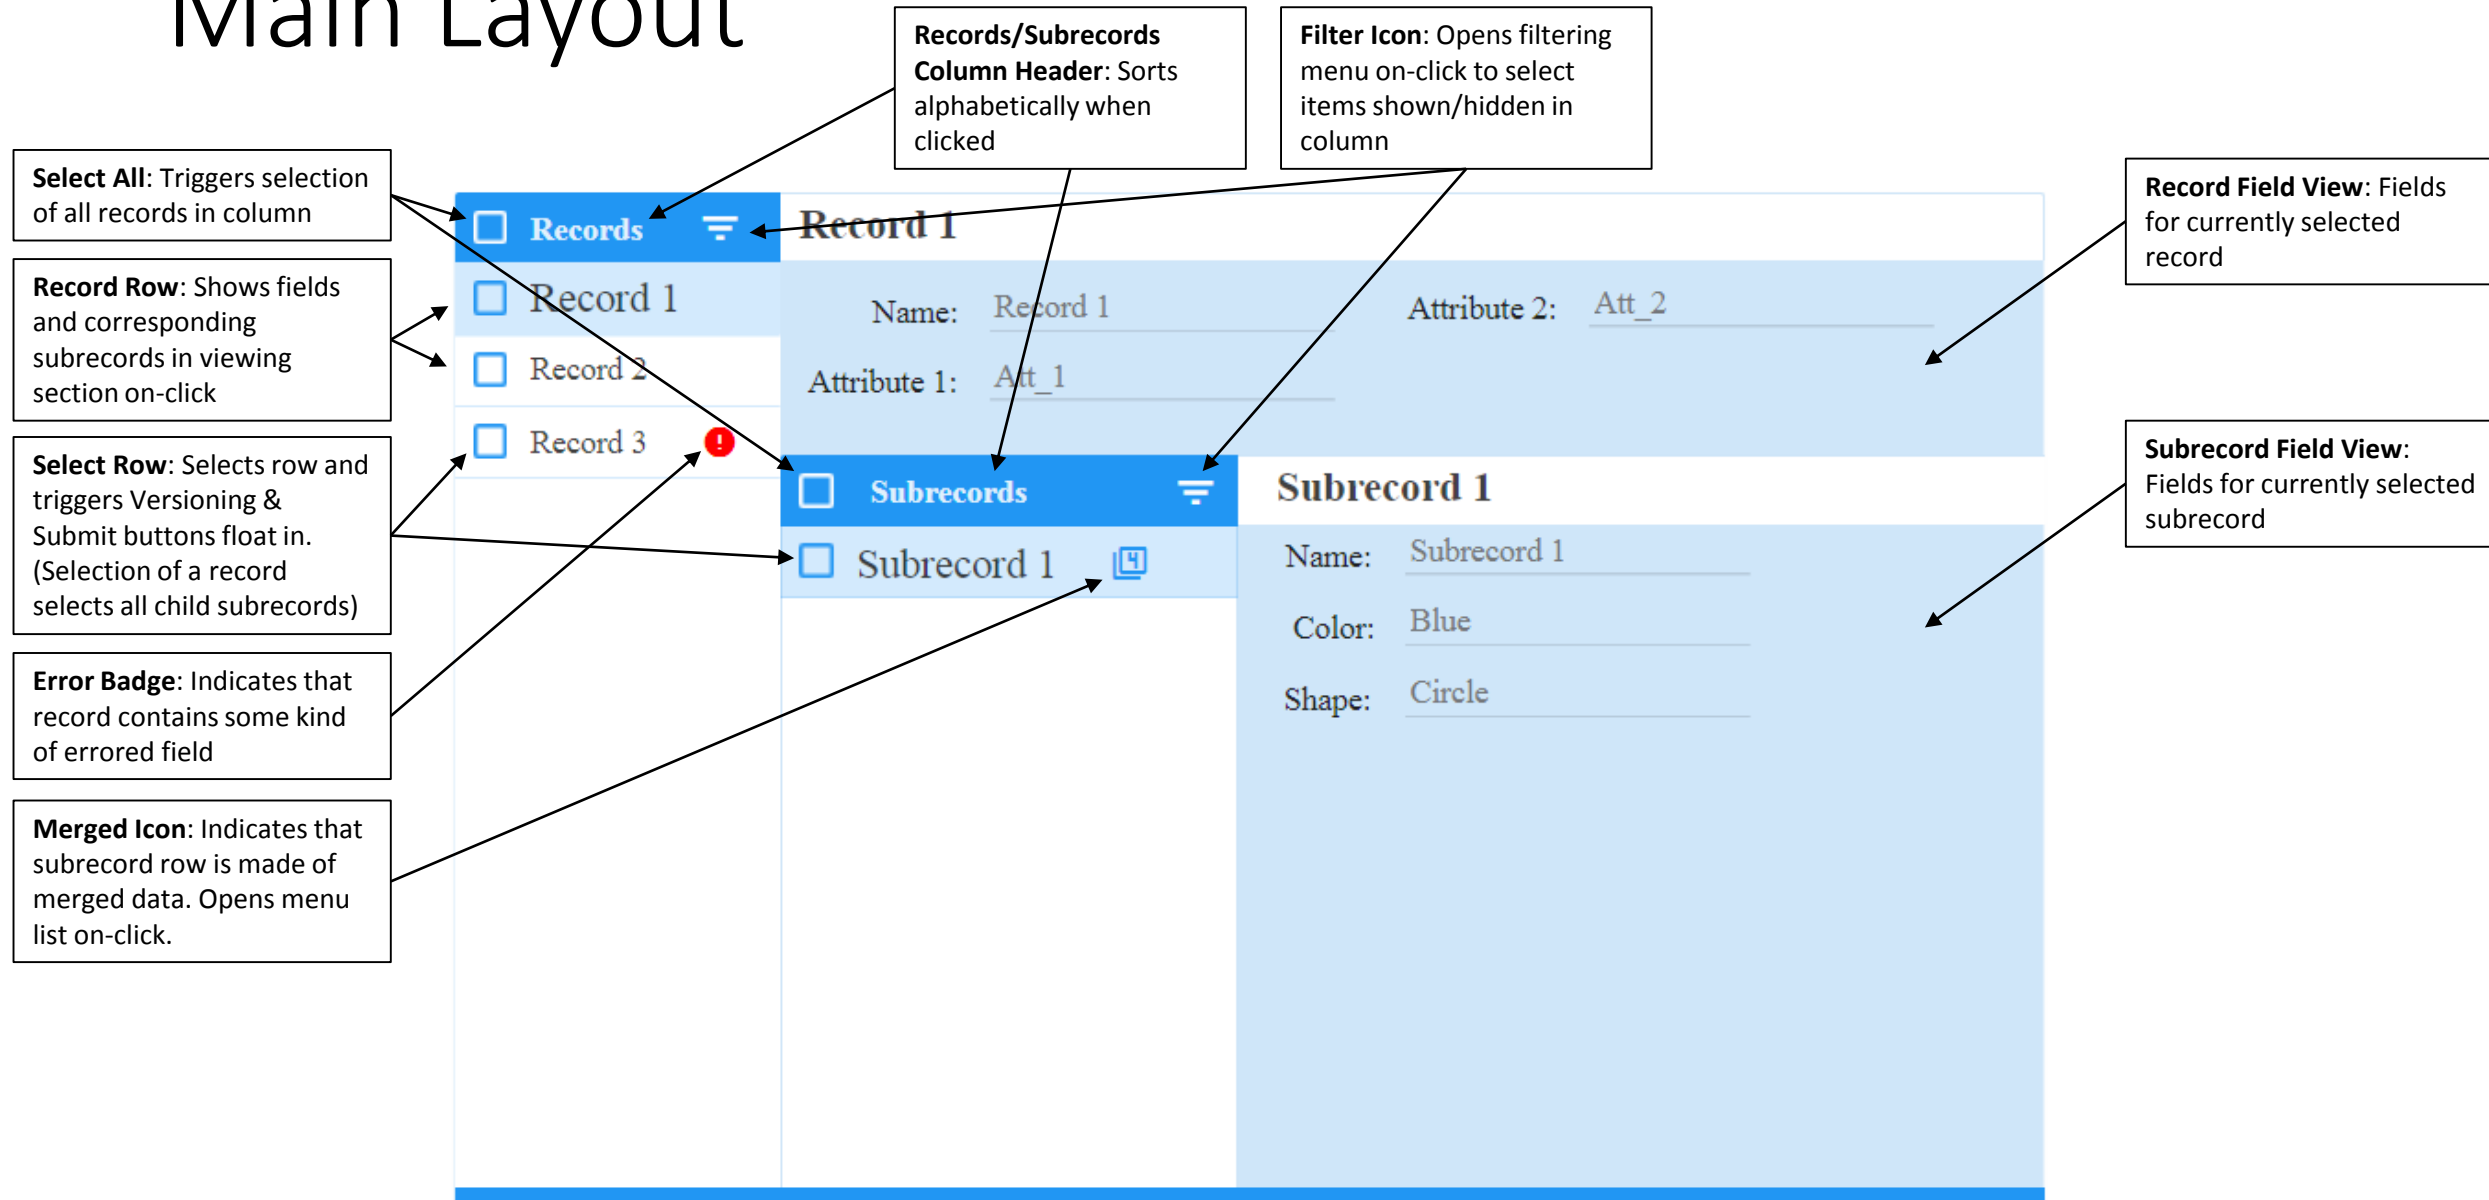 Main Layout
Records/Subrecords
Column Header: Sorts
alphabetically when
clicked
Filter Icon: Opens filtering
menu on-click to select
items shown/hidden in
column
Select All: Triggers selection
of all records in column
Record Row: Shows fields
and corresponding
subrecords in viewing
section on-click
Select Row: Selects row and
triggers Versioning &
Submit buttons float in.
(Selection of a record
selects all child subrecords)
Error Badge: Indicates that
record contains some kind
of errored field
Merged Icon: Indicates that
subrecord row is made of
merged data. Opens menu
list on-click.
Records
Record 1
Record 2
Record 3
Record 1
Name: Record 1
Attribute 2: Att_2
Attribute 1: Att_1
Subrecords
Subrecord 1 4
Subrecord 1
Name: Subrecord 1
Color: Blue
Shape: Circle
Record Field View: Fields
for currently selected
record
Subrecord Field View:
Fields for currently selected
subrecord